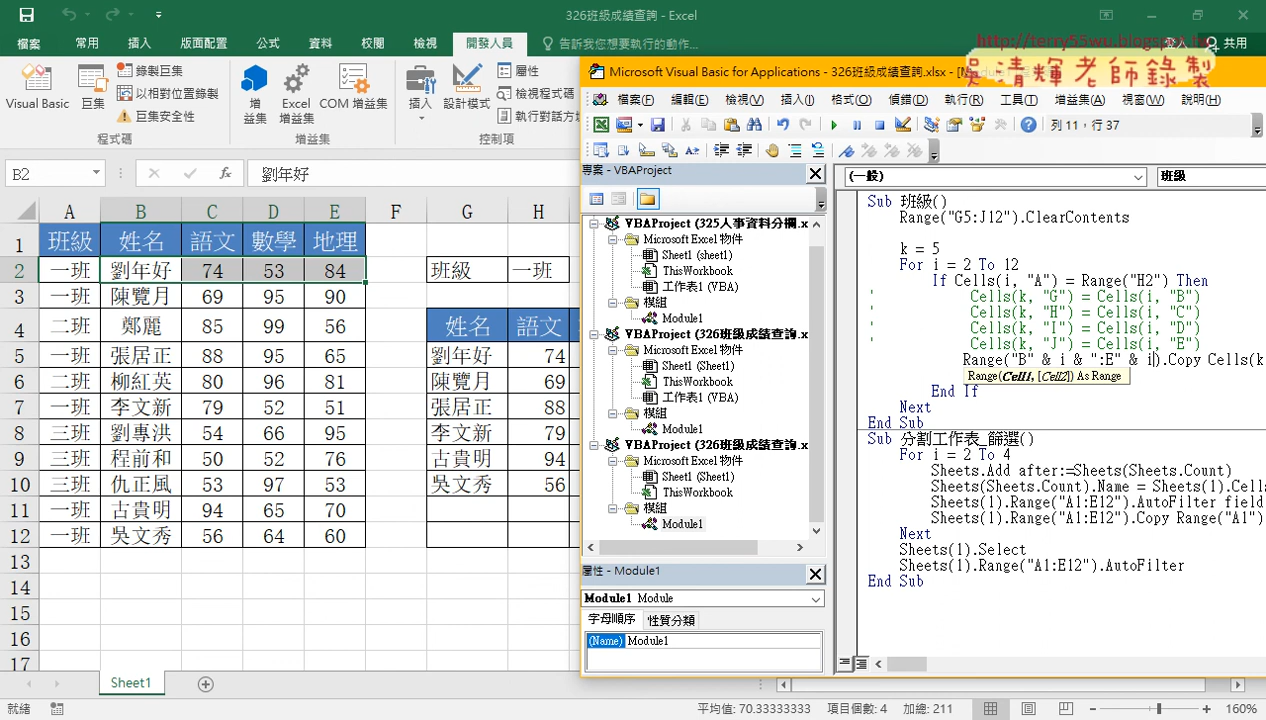 326班級成績查詢 - Excel
http://terry55wu.blogspot.tw
吳清輝老師錄製
檔案 常用 插入 版面配置 公式 資料 校閱 檢視 開發人員 告訴我您想要執行的動作... 登入 共用
Visual Basic 巨集 錄製巨集 以相對位置錄製 巨集安全性 程式碼
增益集 Excel 增益集 COM 增益集 增益集
插入 設計模式 屬性 檢視程式碼 執行對話方塊 控制項
B2 fx 劉年好
A B C D E F G H
1 班級 姓名 語文 數學 地理
2 一班 劉年好 74 53 84 班級 一班
3 一班 陳覽月 69 95 90
4 二班 鄭麗 85 99 56 姓名 語文
5 一班 張居正 88 95 65 劉年好 74
6 二班 柳紅英 80 96 81 陳覽月 69
7 一班 李文新 79 52 51 張居正 88
8 三班 劉專洪 54 66 95 李文新 79
9 三班 程前和 50 52 76 古貴明 94
10 三班 仇正風 53 97 53 吳文秀 56
11 一班 古貴明 94 65 70
12 一班 吳文秀 56 64 60
13
14
15
16
17
Sheet1
就緒 平均值: 70.33333333 項目個數: 4 加總: 211 160%
Microsoft Visual Basic for Applications - 326班級成績查詢.xlsx - [Module1
檔案(F) 編輯(E) 檢視(V) 插入(I) 格式(O) 偵錯(D) 執行(R) 工具(T) 增益集(A) 視窗(W) 說明(H)
列 11，行 37
專案 - VBAProject
VBAProject (325人事資料分欄.x
Microsoft Excel 物件
Sheet1 (sheet1)
ThisWorkbook
工作表1 (VBA)
模組
Module1
VBAProject (326班級成績查詢.x
Microsoft Excel 物件
Sheet1 (Sheet1)
ThisWorkbook
工作表1 (VBA)
模組
Module1
VBAProject (326班級成績查詢.x
Microsoft Excel 物件
Sheet1 (Sheet1)
ThisWorkbook
模組
Module1
屬性 - Module1
Module1 Module
字母順序 性質分類
(Name) Module1
(一般) 班級
Sub 班級()
Range("G5:J12").ClearContents
k = 5
For i = 2 To 12
If Cells(i, "A") = Range("H2") Then
' Cells(k, "G") = Cells(i, "B")
' Cells(k, "H") = Cells(i, "C")
' Cells(k, "I") = Cells(i, "D")
' Cells(k, "J") = Cells(i, "E")
Range("B" & i & ":E" & i).Copy Cells(k
Range(Cell1, [Cell2]) As Range
End If
Next
End Sub
Sub 分割工作表_篩選()
For i = 2 To 4
Sheets.Add after:=Sheets(Sheets.Count)
Sheets(Sheets.Count).Name = Sheets(1).Cells
Sheets(1).Range("A1:E12").AutoFilter field
Sheets(1).Range("A1:E12").Copy Range("A1")
Next
Sheets(1).Select
Sheets(1).Range("A1:E12").AutoFilter
End Sub